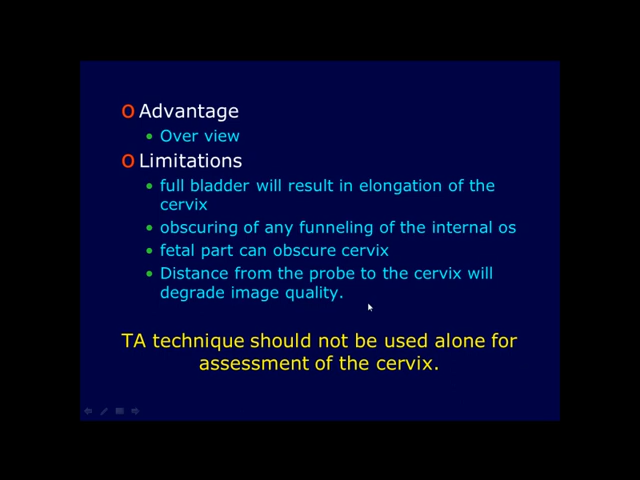 o Advantage
• Over view
o Limitations
• full bladder will result in elongation of the
cervix
• obscuring of any funneling of the internal os
• fetal part can obscure cervix
• Distance from the probe to the cervix will
degrade image quality.
TA technique should not be used alone for
assessment of the cervix.